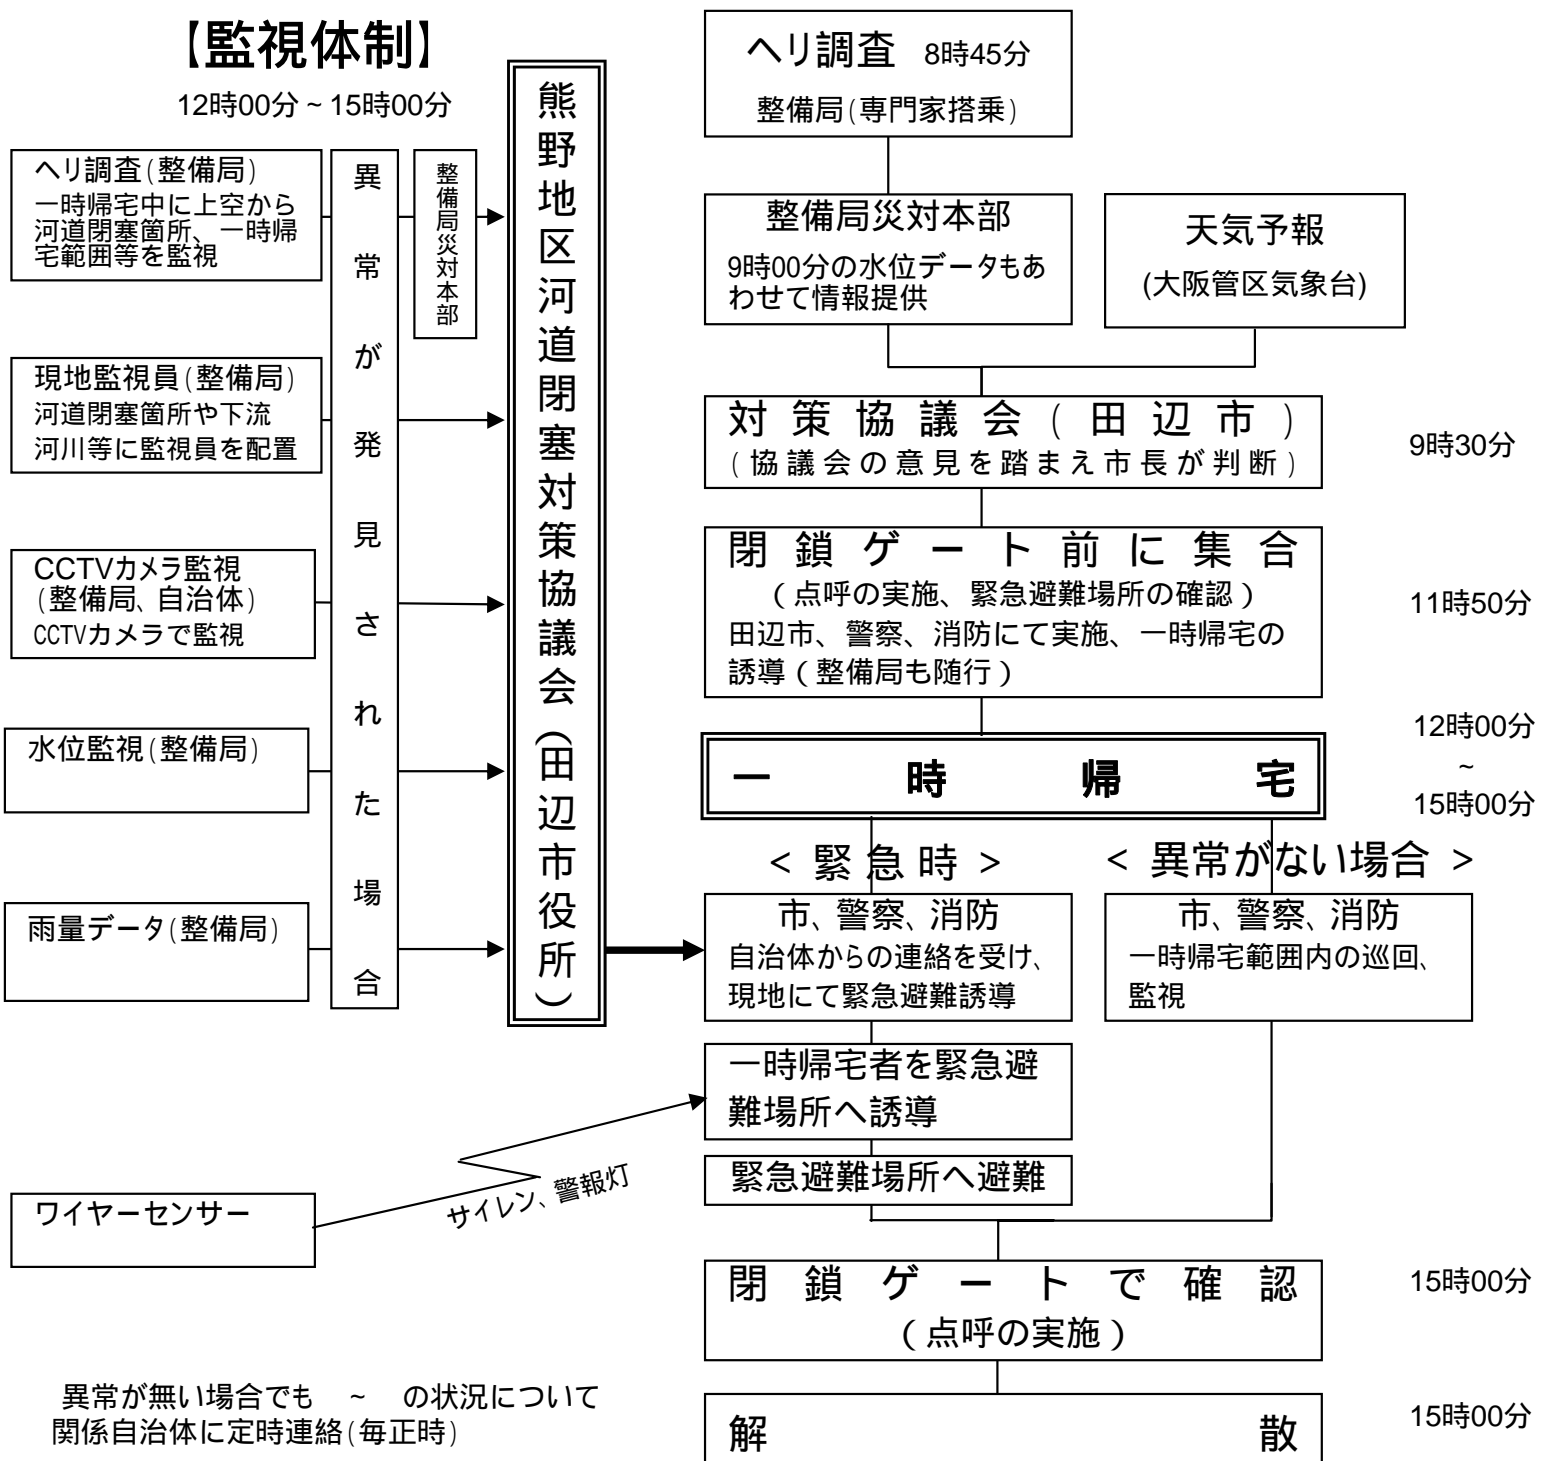 【監視体制】
12時00分 ~ 15時00分
ヘリ調査(整備局)
一時帰宅中に上空から
河道閉塞箇所、一時帰
宅範囲等を監視
現地監視員(整備局)
河道閉塞箇所や下流
河川等に監視員を配置
CCTVカメラ監視
(整備局、自治体)
CCTVカメラで監視
水位監視(整備局)
雨量データ(整備局)
異常が発見された場合
整備局災対本部
熊野地区河道閉塞対策協議会(田辺市役所)
ワイヤーセンサー
サイレン、警報灯
異常が無い場合でも ~ の状況について
関係自治体に定時連絡(毎正時)
ヘリ調査 8時45分
整備局(専門家搭乗)
整備局災対本部
9時00分の水位データもあ
わせて情報提供
天気予報
(大阪管区気象台)
対策協議会(田辺市)
(協議会の意見を踏まえ市長が判断)
9時30分
閉鎖ゲート前に集合
(点呼の実施、緊急避難場所の確認)
田辺市、警察、消防にて実施、一時帰宅の
誘導(整備局も随行)
11時50分
一時帰宅
12時00分
~
15時00分
< 緊急時 >
市、警察、消防
自治体からの連絡を受け、
現地にて緊急避難誘導
< 異常がない場合 >
市、警察、消防
一時帰宅範囲内の巡回、
監視
一時帰宅者を緊急避
難場所へ誘導
緊急避難場所へ避難
閉鎖ゲートで確認
(点呼の実施)
15時00分
解散
15時00分